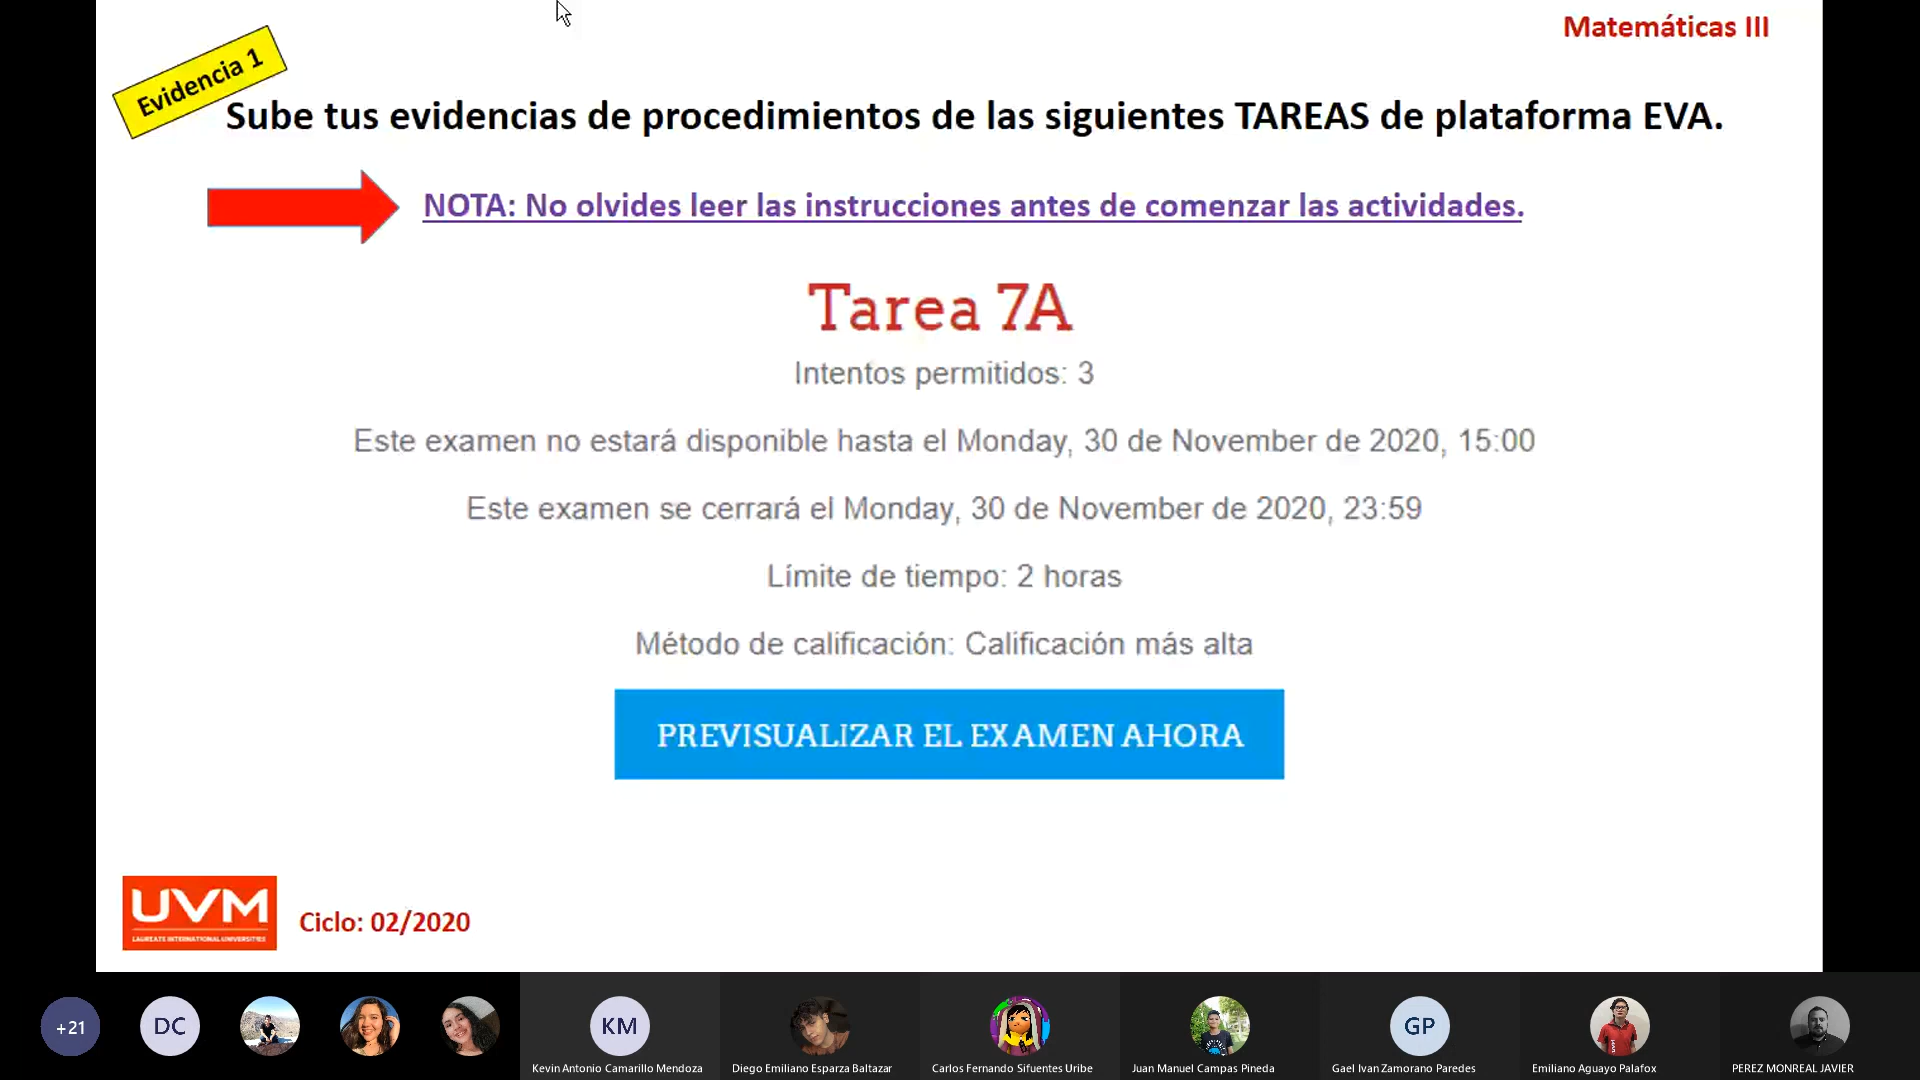 Matemáticas III
Evidencia 1
Sube tus evidencias de procedimientos de las siguientes TAREAS de plataforma EVA.
NOTA: No olvides leer las instrucciones antes de comenzar las actividades.
Tarea 7A
Intentos permitidos: 3
Este examen no estará disponible hasta el Monday, 30 de November de 2020, 15:00
Este examen se cerrará el Monday, 30 de November de 2020, 23:59
Límite de tiempo: 2 horas
Método de calificación: Calificación más alta
PREVISUALIZAR EL EXAMEN AHORA
UVM
LAUREATE INTERNATIONAL UNIVERSITIES
Ciclo: 02/2020
+21
DC
KM
GP
Kevin Antonio Camarillo Mendoza
Diego Emiliano Esparza Baltazar
Carlos Fernando Sifuentes Uribe
Juan Manuel Campas Pineda
Gael Ivan Zamorano Paredes
Emiliano Aguayo Palafox
PEREZ MONREAL JAVIER